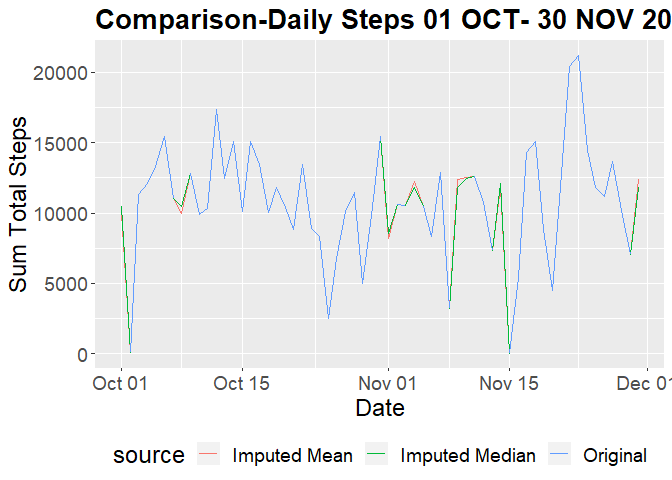 Comparison-Daily Steps 01 OCT- 30 NOV 20
Sum Total Steps
20000
15000
10000
5000
0
Oct 01 Oct 15 Nov 01 Nov 15 Dec 01
Date
source Imputed Mean Imputed Median Original